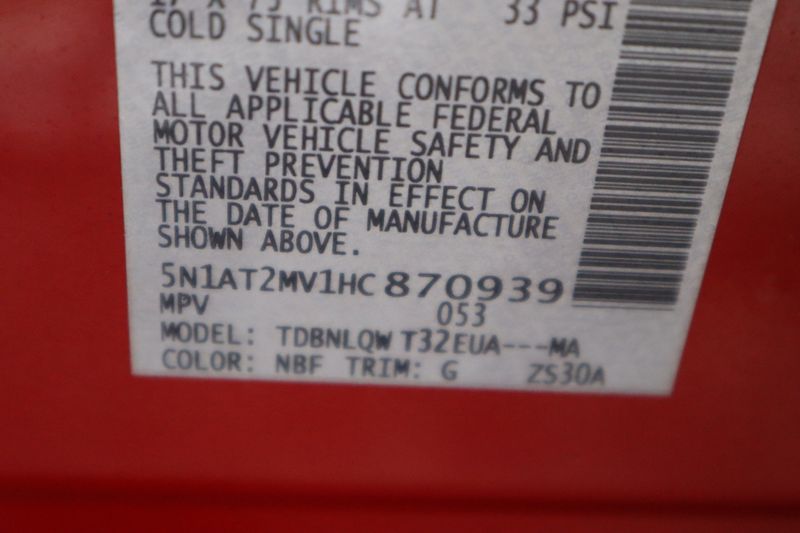 RIMS AT 33 PSI
COLD SINGLE
THIS VEHICLE CONFORMS TO
ALL APPLICABLE FEDERAL
MOTOR VEHICLE SAFETY AND
THEFT PREVENTION
STANDARDS IN EFFECT ON
THE DATE OF MANUFACTURE
SHOWN ABOVE.
5N1AT2MV1HC870939
MPV 053
MODEL: TDBNLQW T32EUA---MA
COLOR: NBF TRIM: G ZS30A